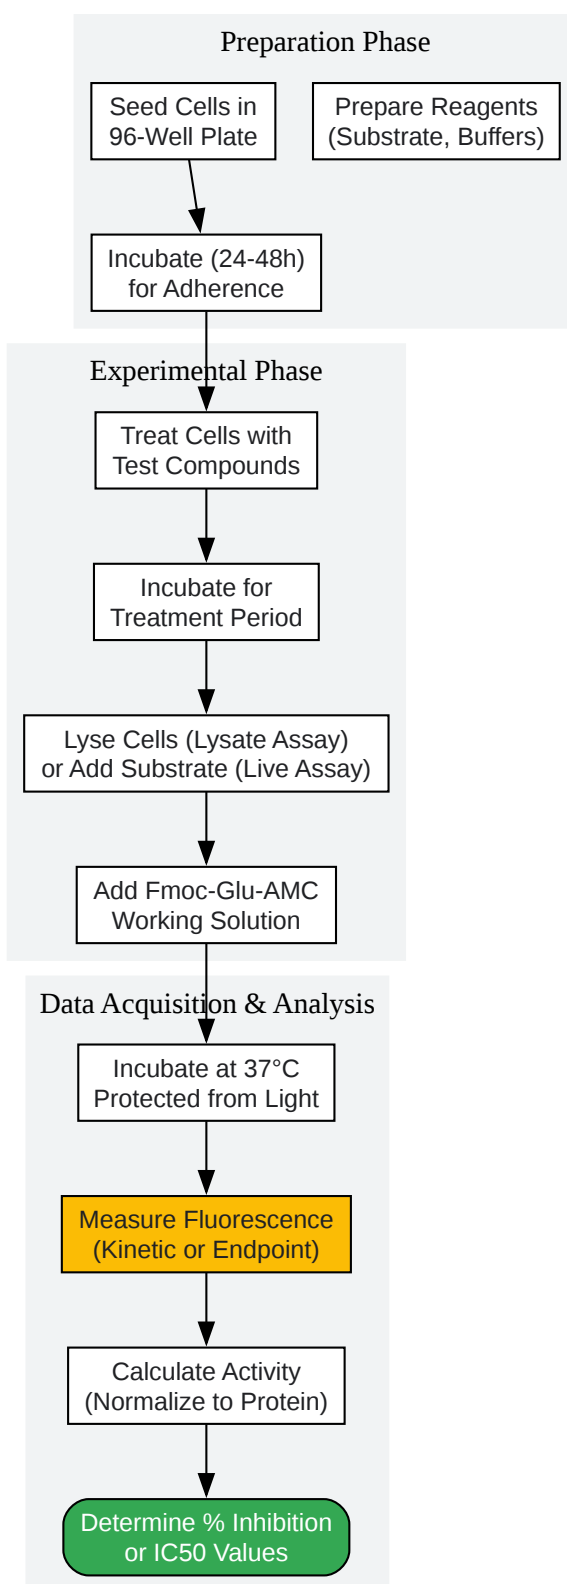 Preparation Phase
Seed Cells in
96-Well Plate
Prepare Reagents
(Substrate, Buffers)
Incubate (24-48h)
for Adherence
Experimental Phase
Treat Cells with
Test Compounds
Incubate for
Treatment Period
Lyse Cells (Lysate Assay)
or Add Substrate (Live Assay)
Add Fmoc-Glu-AMC
Working Solution
Data Acquisition & Analysis
Incubate at 37°C
Protected from Light
Measure Fluorescence
(Kinetic or Endpoint)
Calculate Activity
(Normalize to Protein)
Determine % Inhibition
or IC50 Values